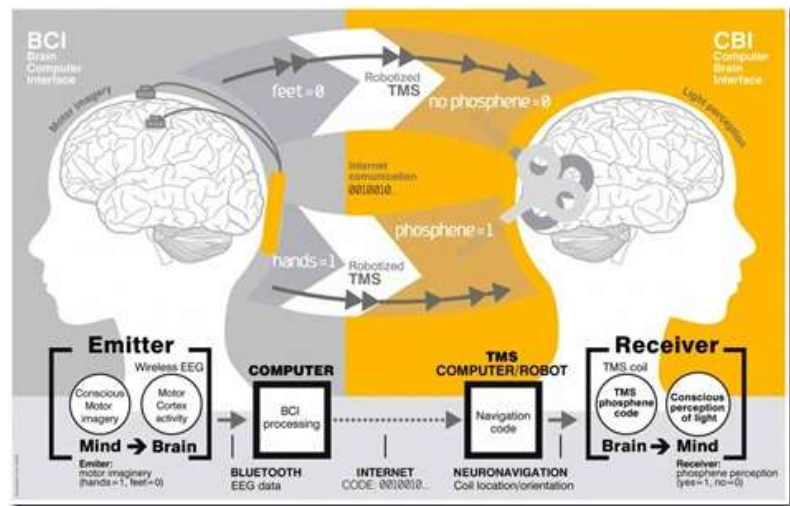 BCI
Brain
Computer
Interface
CBI
Computer
Brain
Interface
Motor imagery
Light perception
feet=0
Robotized
TMS
no phosphene=0
Internet
comunication
0010010...
hands=1
Robotized
TMS
phosphene=1
Emitter
Wireless EEG
Conscious
Motor
imagery
Motor
Cortex
activity
Mind → Brain
Emiter:
motor imaginery
(hands=1, feet=0)
COMPUTER
BCI
processing
BLUETOOTH
EEG data
INTERNET
CODE: 0010010...
TMS
COMPUTER/ROBOT
Navigation
code
NEURONAVIGATION
Coil location/orientation
Receiver
TMS coil
TMS
phosphene
code
Conscious
perception
of light
Brain → Mind
Receiver:
phosphene perception
(yes=1, no=0)